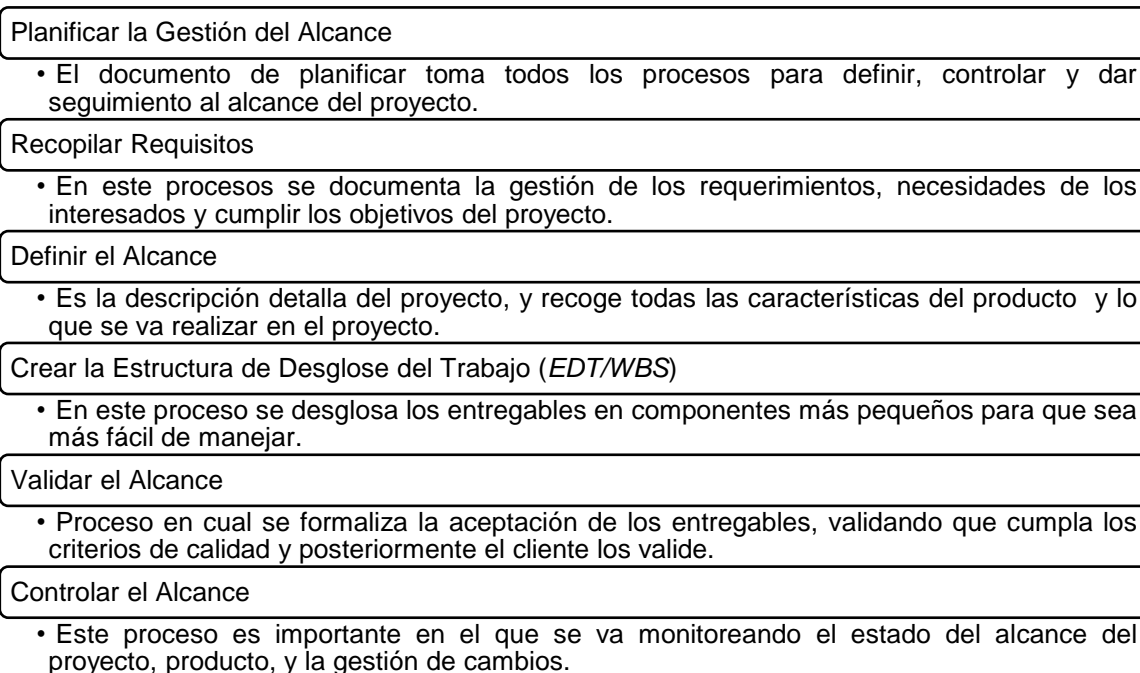 Planificar la Gestión del Alcance
• El documento de planificar toma todos los procesos para definir, controlar y dar
seguimiento al alcance del proyecto.
Recopilar Requisitos
• En este procesos se documenta la gestión de los requerimientos, necesidades de los
interesados y cumplir los objetivos del proyecto.
Definir el Alcance
• Es la descripción detalla del proyecto, y recoge todas las características del producto y lo
que se va realizar en el proyecto.
Crear la Estructura de Desglose del Trabajo (EDT/WBS)
• En este proceso se desglosa los entregables en componentes más pequeños para que sea
más fácil de manejar.
Validar el Alcance
• Proceso en cual se formaliza la aceptación de los entregables, validando que cumpla los
criterios de calidad y posteriormente el cliente los valide.
Controlar el Alcance
• Este proceso es importante en el que se va monitoreando el estado del alcance del
proyecto, producto, y la gestión de cambios.